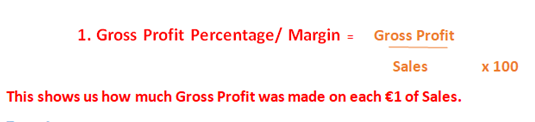 1. Gross Profit Percentage/ Margin = Gross Profit
Sales x 100
This shows us how much Gross Profit was made on each €1 of Sales.